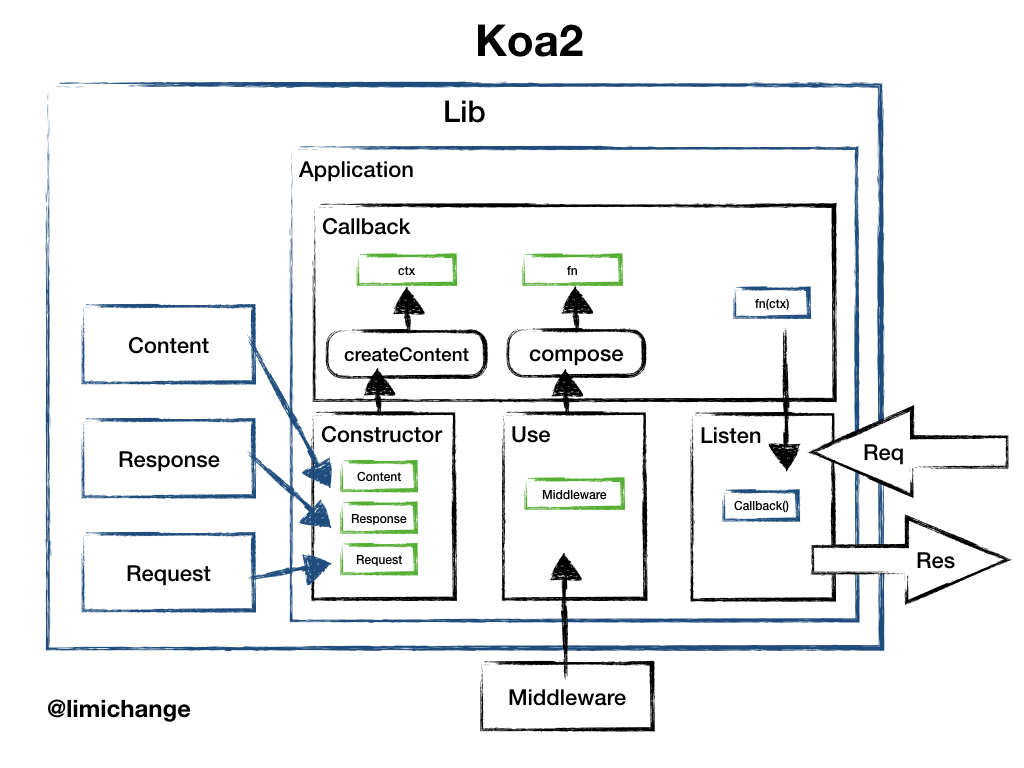 Koa2
Lib
Application
Callback
ctx
fn
fn(ctx)
createContent
compose
Content
Response
Request
Constructor
Content
Response
Request
Use
Middleware
Listen
Callback()
Req
Res
Middleware
@limichange